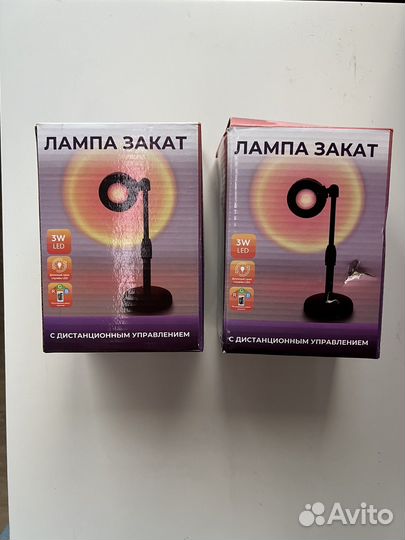 ЛАМПА ЗАКАТ
3W
LED
R G B
С ДИСТАНЦИОННЫМ УПРАВЛЕНИЕМ
ЛАМПА ЗАКАТ
3W
LED
R G B
С ДИСТАНЦИОННЫМ УПРАВЛЕНИЕМ
Avito